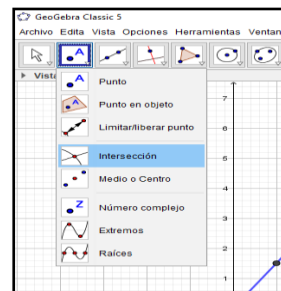 GeoGebra Classic 5
Archivo Edita Vista Opciones Herramientas Ventan
A
Vista
A Punto
A Punto en objeto
Limitar/liberar punto
Intersección
Medio o Centro
Z Número complejo
Extremos
Raíces
7
6
5
4
3
2
1